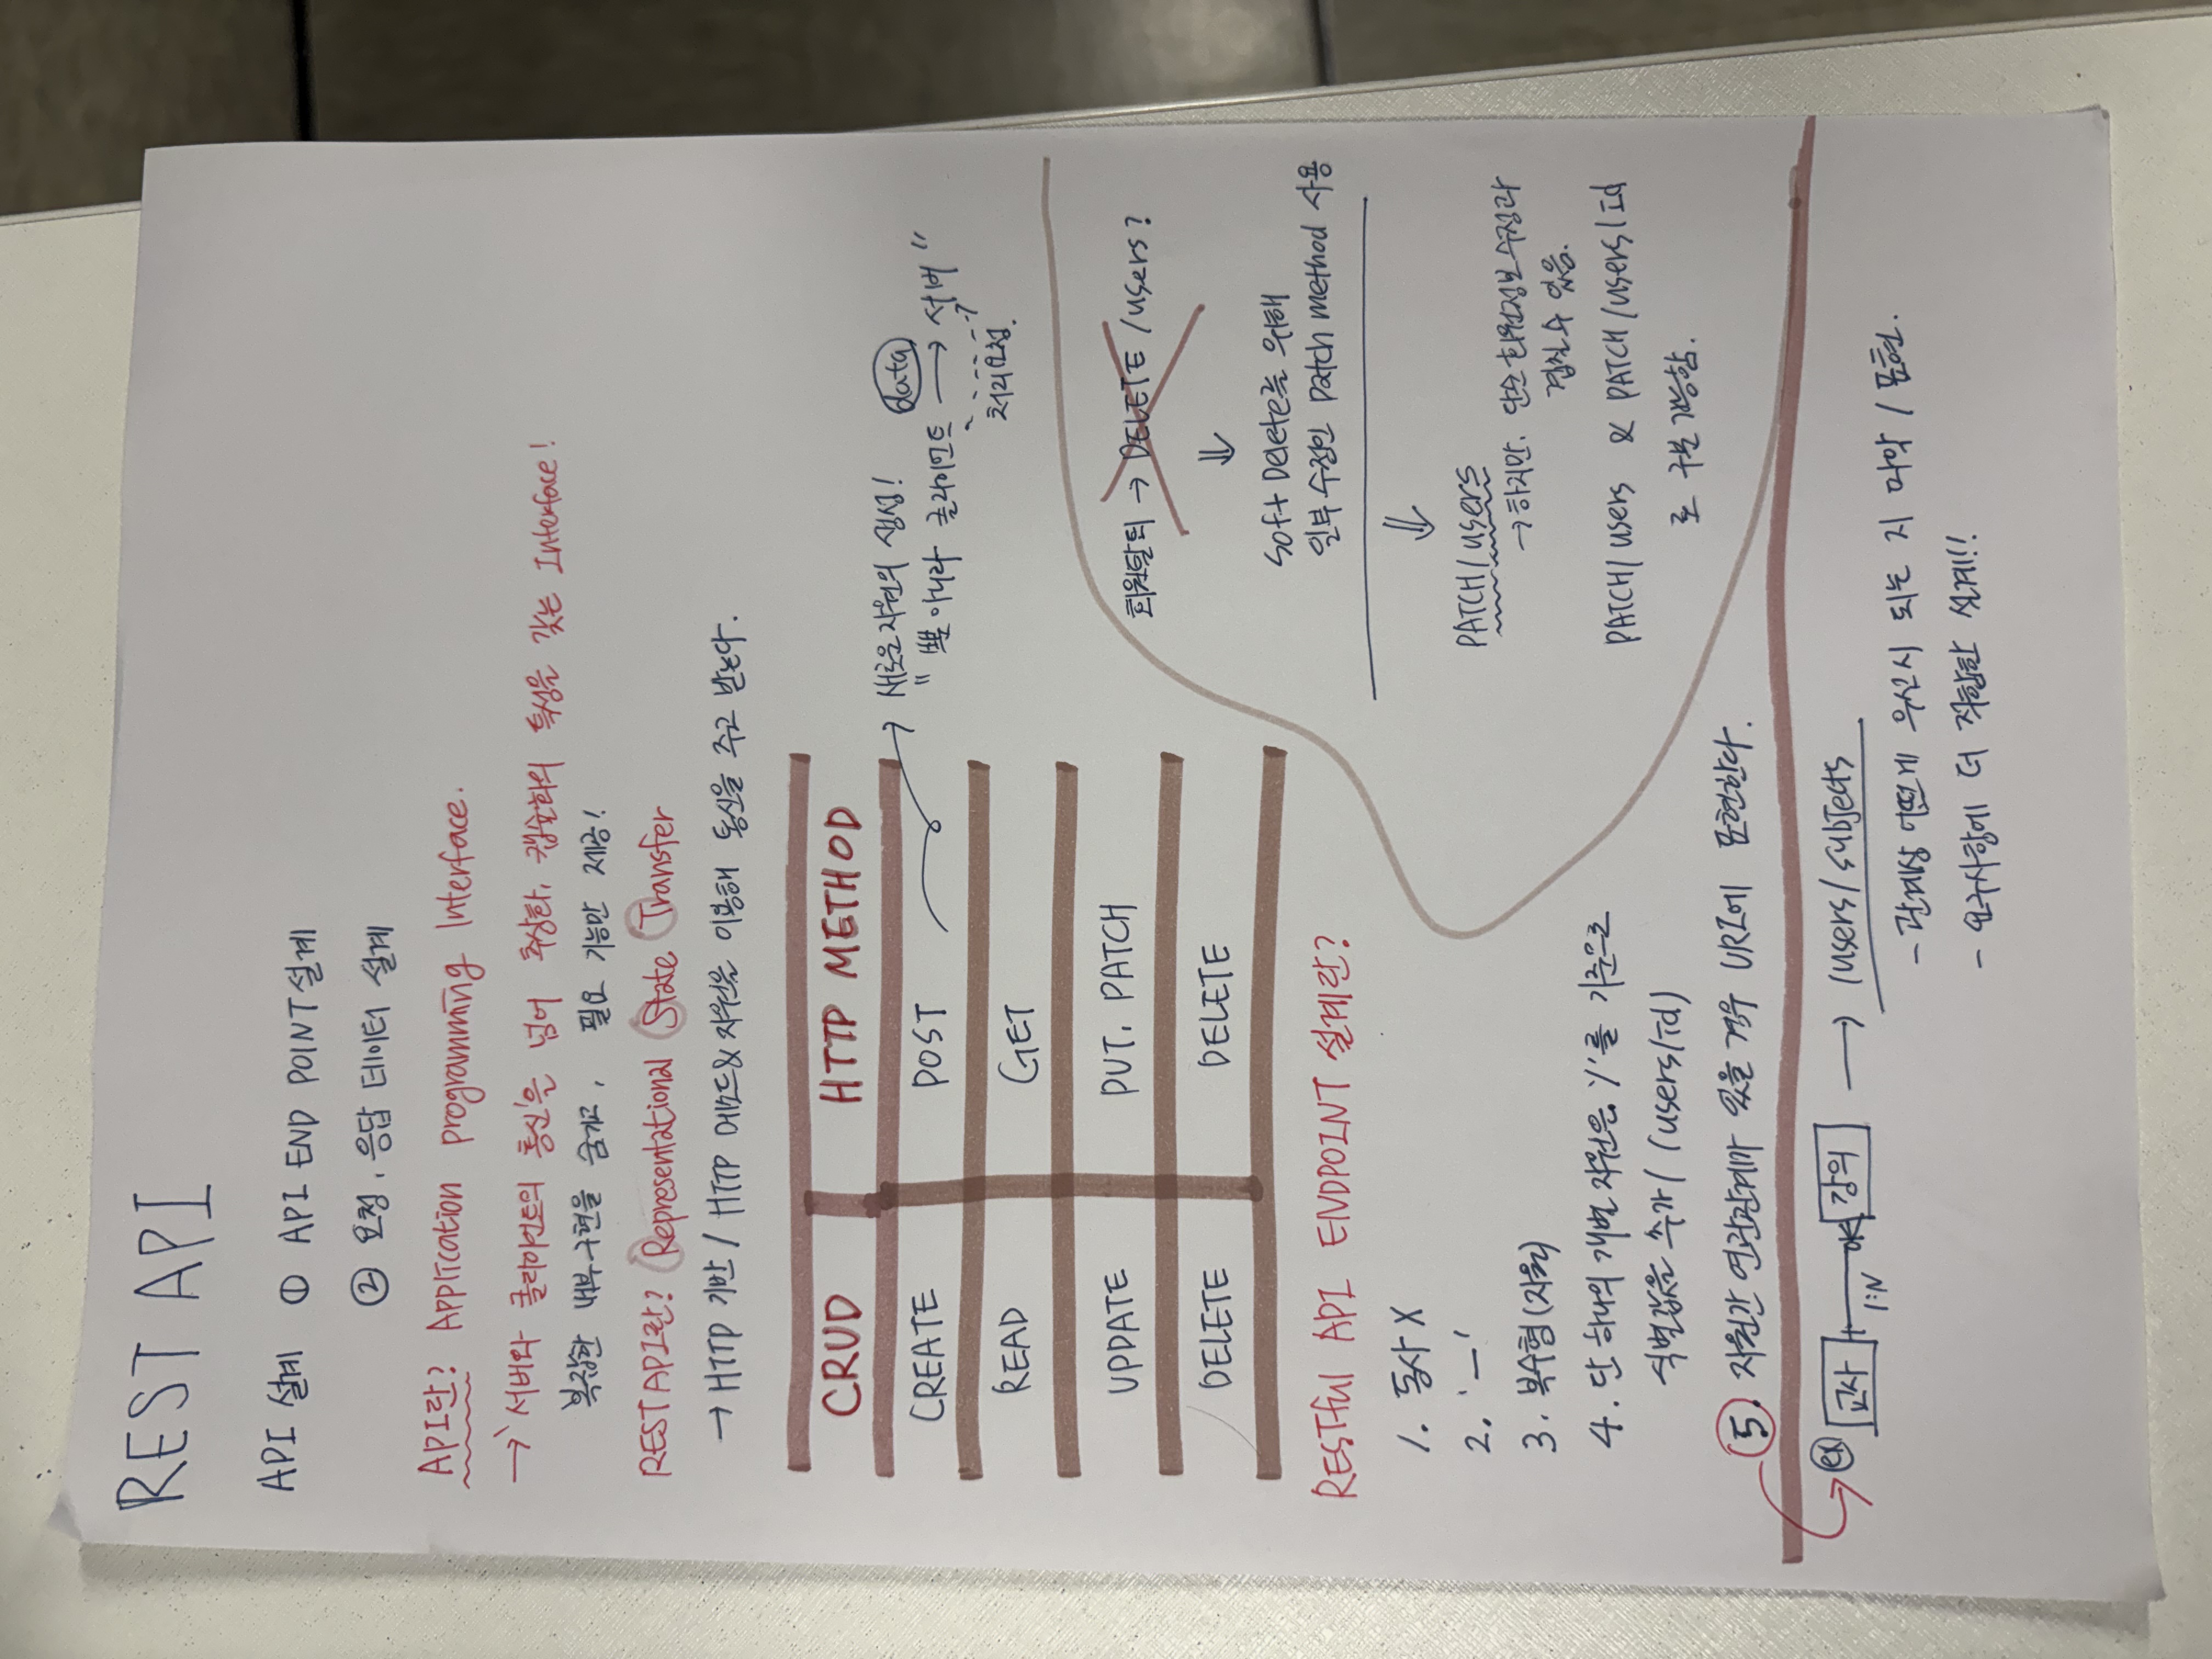 REST API
API 설계 ① API END POINT 설계
② 요청, 응답 데이터 설계
API란? Application programming Interface.
→ '서버와 클라이언트의 통신'을 넘어 추상화, 캡슐화의 특성을 갖는 Interface!
복잡한 내부구현을 숨기고, 필요 기능만 제공!
REST API란? Representational State Transfer
→ HTTP 기반 / HTTP 메소드 & 자원을 이용해 통신을 주고 받는다.
CRUD HTTP METHOD
CREATE POST
READ GET
UPDATE PUT, PATCH
DELETE DELETE
→ 새로운 자원의 생성!
data
" 뿐 아니라 클라이언트 → 서버 "
처리요청.
회원탈퇴 → DELETE /users?
⇓
Soft Delete를 위해
일부 수정인 patch method 사용
⇓
PATCH/users
→ 하지만, 단순 회원정보 수정과
겹칠 수 있음.
PATCH/users & PATCH/users/id
로 구분 가능함.
RESTful API ENDPOINT 설계란?
1. 동사 X
2. '-'
3. 복수형(자원)
4. 단 하나의 개별 자원은 '/'를 기준으로
식별값을 추가/ (users/id)
5. 자원간 연관관계가 있을 경우 URI에 표현한다.
ex 교사 1:N 강의 → /users/subjects
- 관계상 어떤게 우선시 되는 지 파악 / 표현.
- 요구사항에 더 적합한 설계!!